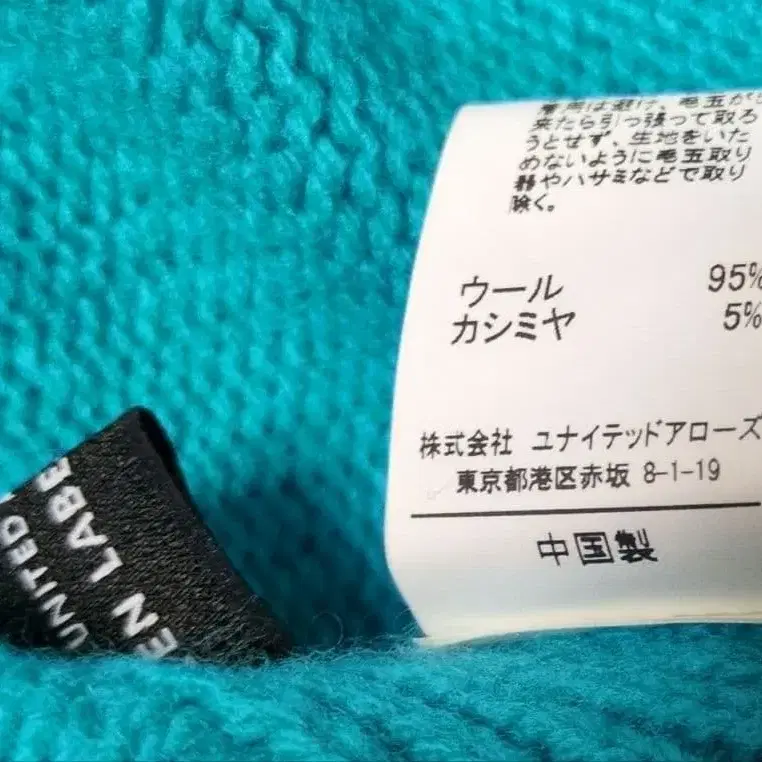 着用は避け、毛玉が
来たら引っ張って取ろ
うとせず、生地をいた
めないように毛玉取り
器やハサミなどで取り
除く。
ウール 95%
カシミヤ 5%
株式会社 ユナイテッドアローズ
東京都港区赤坂 8-1-19
中国製
UNITED
EN LABE